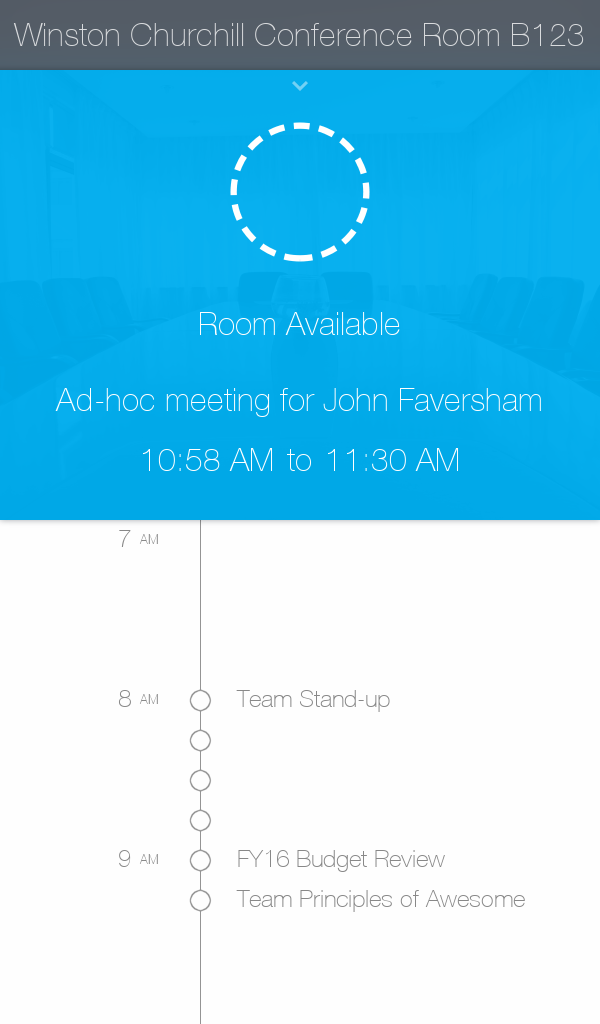 Winston Churchill Conference Room B123
Room Available
Ad-hoc meeting for John Faversham
10:58 AM to 11:30 AM
7 AM
8 AM Team Stand-up
9 AM FY16 Budget Review
Team Principles of Awesome